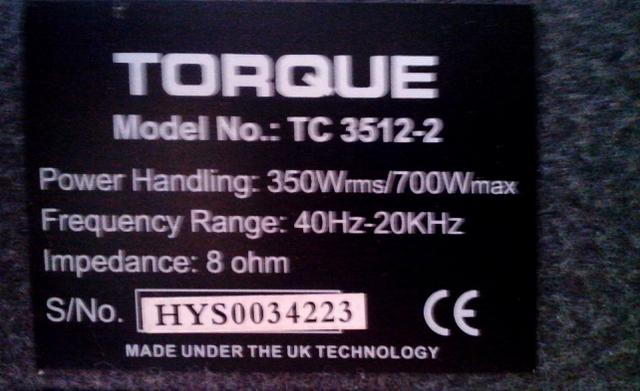 TORQUE
Model No.: TC 3512-2
Power Handling: 350Wrms/700Wmax
Frequency Range: 40Hz-20KHz
Impedance: 8 ohm
S/No. HYS0034223 CE
MADE UNDER THE UK TECHNOLOGY